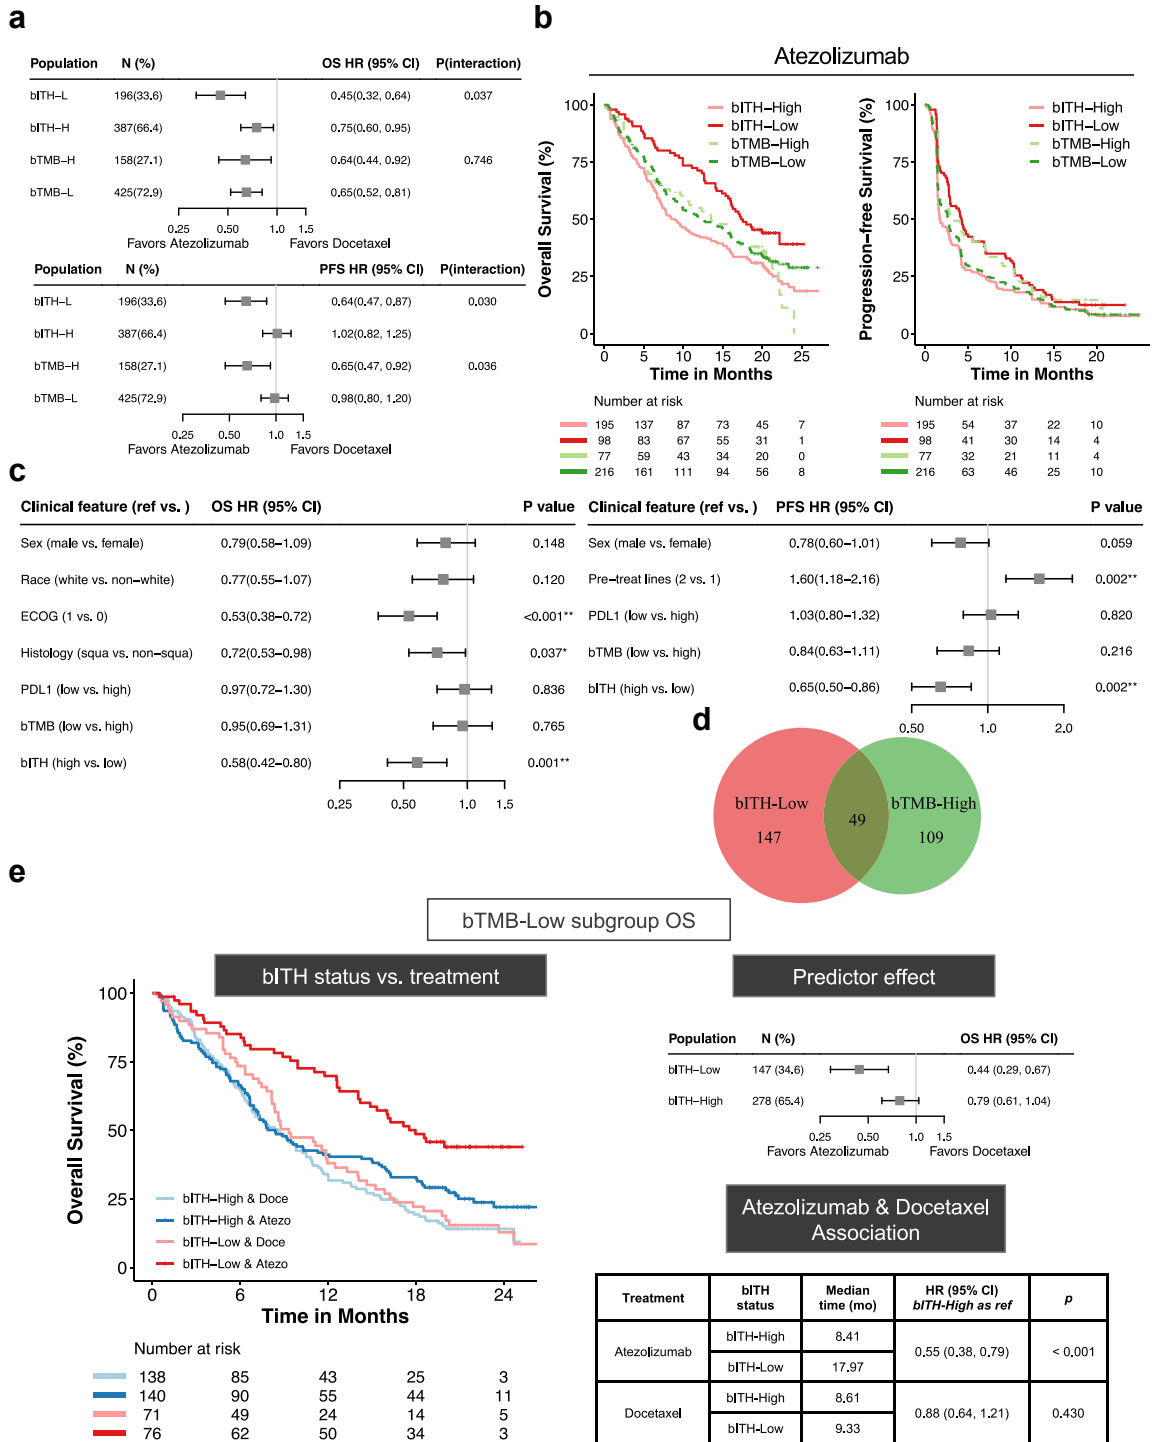 a
Population N (%) OS HR (95% CI) P(interaction)
bITH−L 196(33.6) 0.45(0.32, 0.64) 0.037
bITH−H 387(66.4) 0.75(0.60, 0.95)
bTMB−H 158(27.1) 0.64(0.44, 0.92) 0.746
bTMB−L 425(72.9) 0.65(0.52, 0.81)
0.25 0.50 1.0 1.5
Favors Atezolizumab Favors Docetaxel
Population N (%) PFS HR (95% CI) P(interaction)
bITH−L 196(33.6) 0.64(0.47, 0.87) 0.030
bITH−H 387(66.4) 1.02(0.82, 1.25)
bTMB−H 158(27.1) 0.65(0.47, 0.92) 0.036
bTMB−L 425(72.9) 0.98(0.80, 1.20)
0.25 0.50 1.0 1.5
Favors Atezolizumab Favors Docetaxel
b
Atezolizumab
Overall Survival (%)
100
75
50
25
0
bITH−High
bITH−Low
bTMB−High
bTMB−Low
0 5 10 15 20 25
Time in Months
Number at risk
195 137 87 73 45 7
98 83 67 55 31 1
77 59 43 34 20 0
216 161 111 94 56 8
Progression−free Surivival (%)
100
75
50
25
0
bITH−High
bITH−Low
bTMB−High
bTMB−Low
0 5 10 15 20
Time in Months
Number at risk
195 54 37 22 10
98 41 30 14 4
77 32 21 11 4
216 63 46 25 10
c
Clinical feature (ref vs. ) OS HR (95% CI) P value
Sex (male vs. female) 0.79(0.58−1.09) 0.148
Race (white vs. non−white) 0.77(0.55−1.07) 0.120
ECOG (1 vs. 0) 0.53(0.38−0.72) <0.001**
Histology (squa vs. non−squa) 0.72(0.53−0.98) 0.037*
PDL1 (low vs. high) 0.97(0.72−1.30) 0.836
bTMB (low vs. high) 0.95(0.69−1.31) 0.765
bITH (high vs. low) 0.58(0.42−0.80) 0.001**
0.25 0.50 1.0 1.5
Clinical feature (ref vs. ) PFS HR (95% CI) P value
Sex (male vs. female) 0.78(0.60−1.01) 0.059
Pre−treat lines (2 vs. 1) 1.60(1.18−2.16) 0.002**
PDL1 (low vs. high) 1.03(0.80−1.32) 0.820
bTMB (low vs. high) 0.84(0.63−1.11) 0.216
bITH (high vs. low) 0.65(0.50−0.86) 0.002**
0.50 1.0 2.0
d
bITH-Low bTMB-High
147 49 109
e
bTMB-Low subgroup OS
bITH status vs. treatment
Overall Survival (%)
100
75
50
25
0
bITH−High & Doce
bITH−High & Atezo
bITH−Low & Doce
bITH−Low & Atezo
0 6 12 18 24
Time in Months
Number at risk
138 85 43 25 3
140 90 55 44 11
71 49 24 14 5
76 62 50 34 3
Predictor effect
Population N (%) OS HR (95% CI)
bITH−Low 147 (34.6) 0.44 (0.29, 0.67)
bITH−High 278 (65.4) 0.79 (0.61, 1.04)
0.25 0.50 1.0 1.5
Favors Atezolizumab Favors Docetaxel
Atezolizumab & Docetaxel
Association
Treatment bITH status Median time (mo) HR (95% CI) bITH-High as ref p
Atezolizumab bITH-High 8.41 0.55 (0.38, 0.79) < 0.001
bITH-Low 17.97
Docetaxel bITH-High 8.61 0.88 (0.64, 1.21) 0.430
bITH-Low 9.33